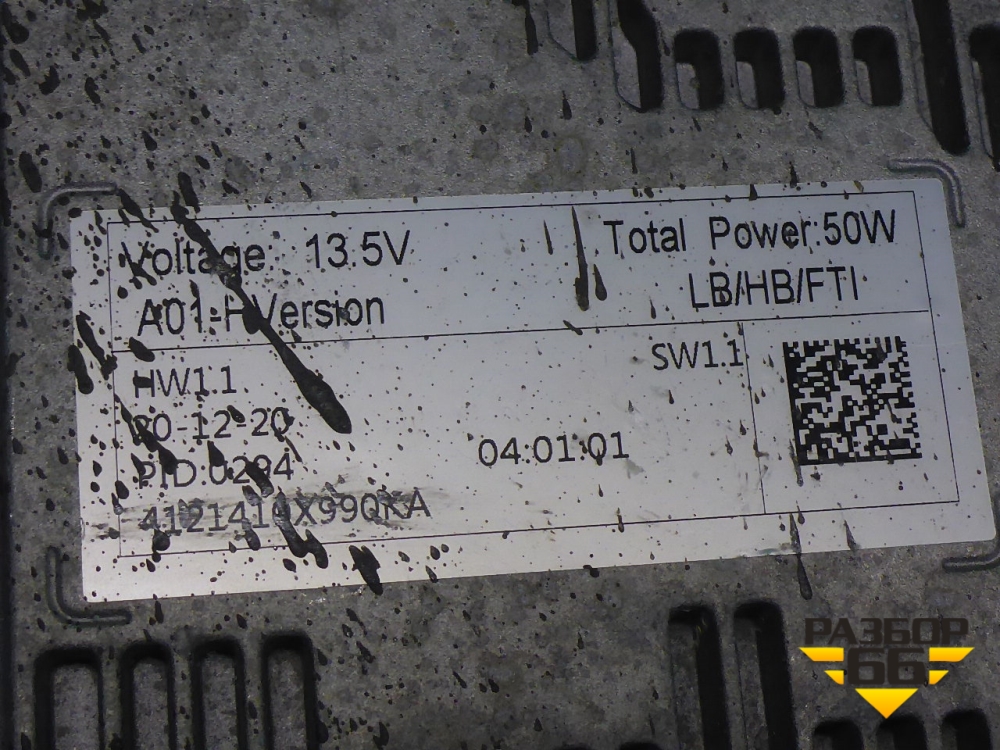 Voltage: 13.5V Total Power:50W
A01-H Version LB/HB/FTI
HW1.1 SW1.1
20-12-20
PID:0294 04:01:01
4121410X99QKA
РАЗБОР
66